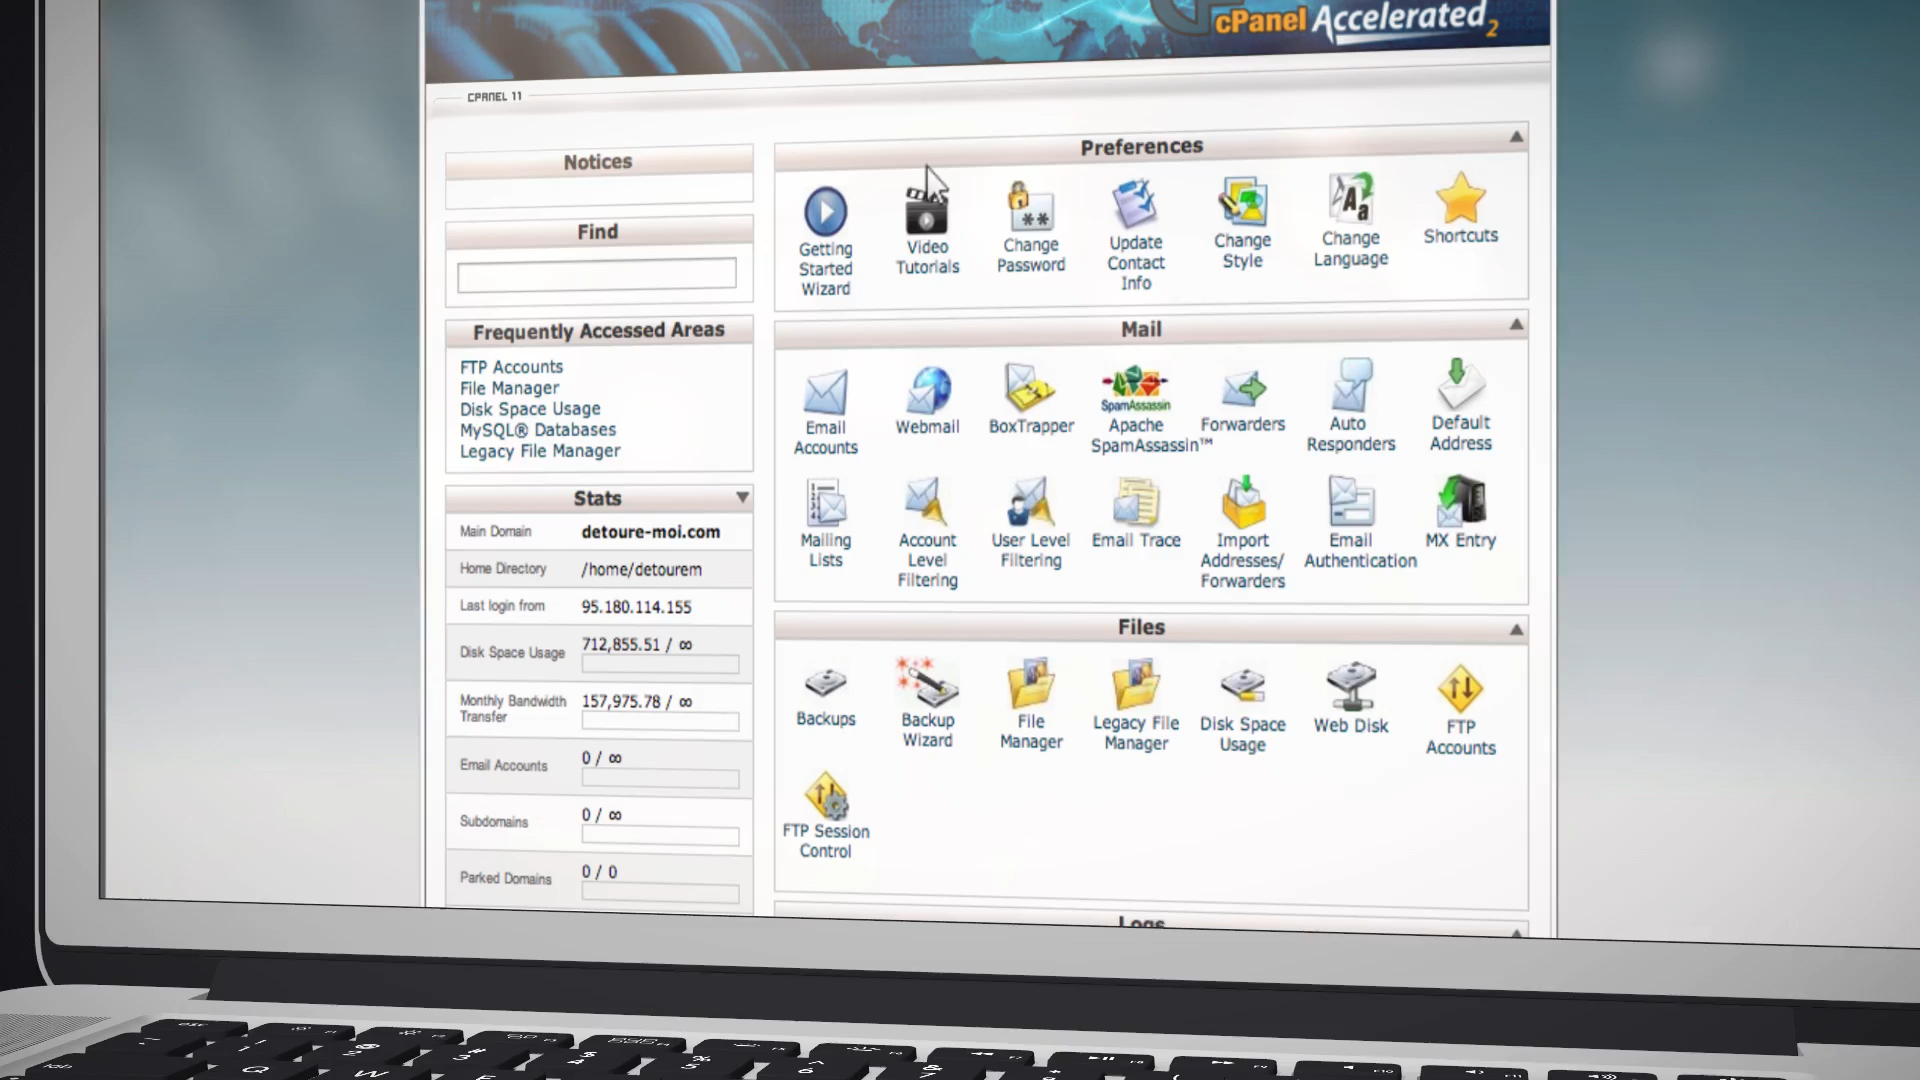 cPanel Accelerated 2
CPANEL 11
Notices
Find
Frequently Accessed Areas
FTP Accounts
File Manager
Disk Space Usage
MySQL® Databases
Legacy File Manager
Stats
Main Domain detoure-moi.com
Home Directory /home/detourem
Last login from 95.180.114.155
Disk Space Usage 712,855.51 / ∞
Monthly Bandwidth
Transfer
157,975.78 / ∞
Email Accounts 0 / ∞
Subdomains 0 / ∞
Parked Domains 0 / 0
Preferences
Getting
Started
Wizard
Video
Tutorials
Change
Password
Update
Contact
Info
Change
Style
Change
Language
Shortcuts
Mail
Email
Accounts
Webmail
BoxTrapper
SpamAssassin
Apache
SpamAssassin™
Forwarders
Auto
Responders
Default
Address
Mailing
Lists
Account
Level
Filtering
User Level
Filtering
Email Trace
Import
Addresses/
Forwarders
Email
Authentication
MX Entry
Files
Backups
Backup
Wizard
File
Manager
Legacy File
Manager
Disk Space
Usage
Web Disk
FTP
Accounts
FTP Session
Control
Logs
esc
tab
Q
W
E